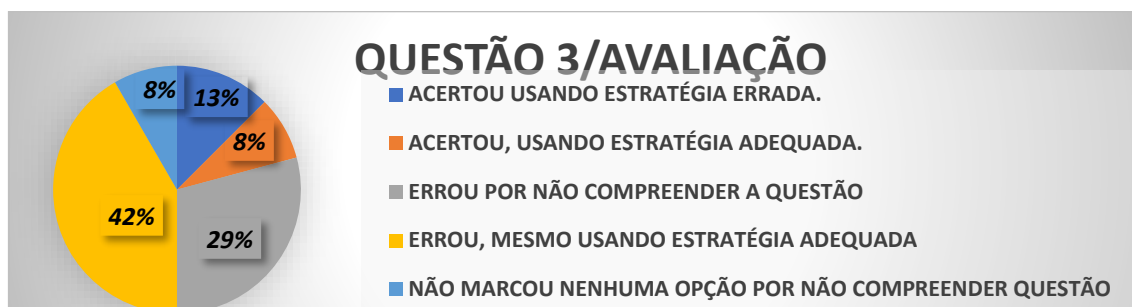 QUESTÃO 3/AVALIAÇÃO
8%
13%
8%
42%
29%
ACERTOU USANDO ESTRATÉGIA ERRADA.
ACERTOU, USANDO ESTRATÉGIA ADEQUADA.
ERROU POR NÃO COMPREENDER A QUESTÃO
ERROU, MESMO USANDO ESTRATÉGIA ADEQUADA
NÃO MARCOU NENHUMA OPÇÃO POR NÃO COMPREENDER QUESTÃO